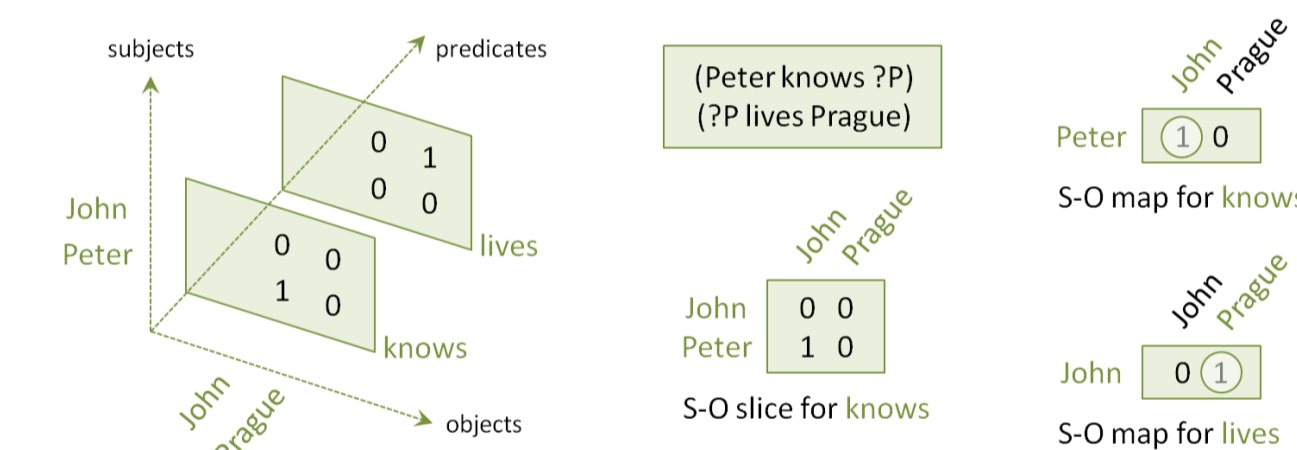 subjects
predicates
0 1
0 0
lives
John
Peter
0 0
1 0
knows
John
Prague
objects
(Peter knows ?P)
(?P lives Prague)
John
Prague
John 0 0
Peter 1 0
S-O slice for knows
John
Prague
Peter 1 0
S-O map for knows
John
Prague
John 0 1
S-O map for lives